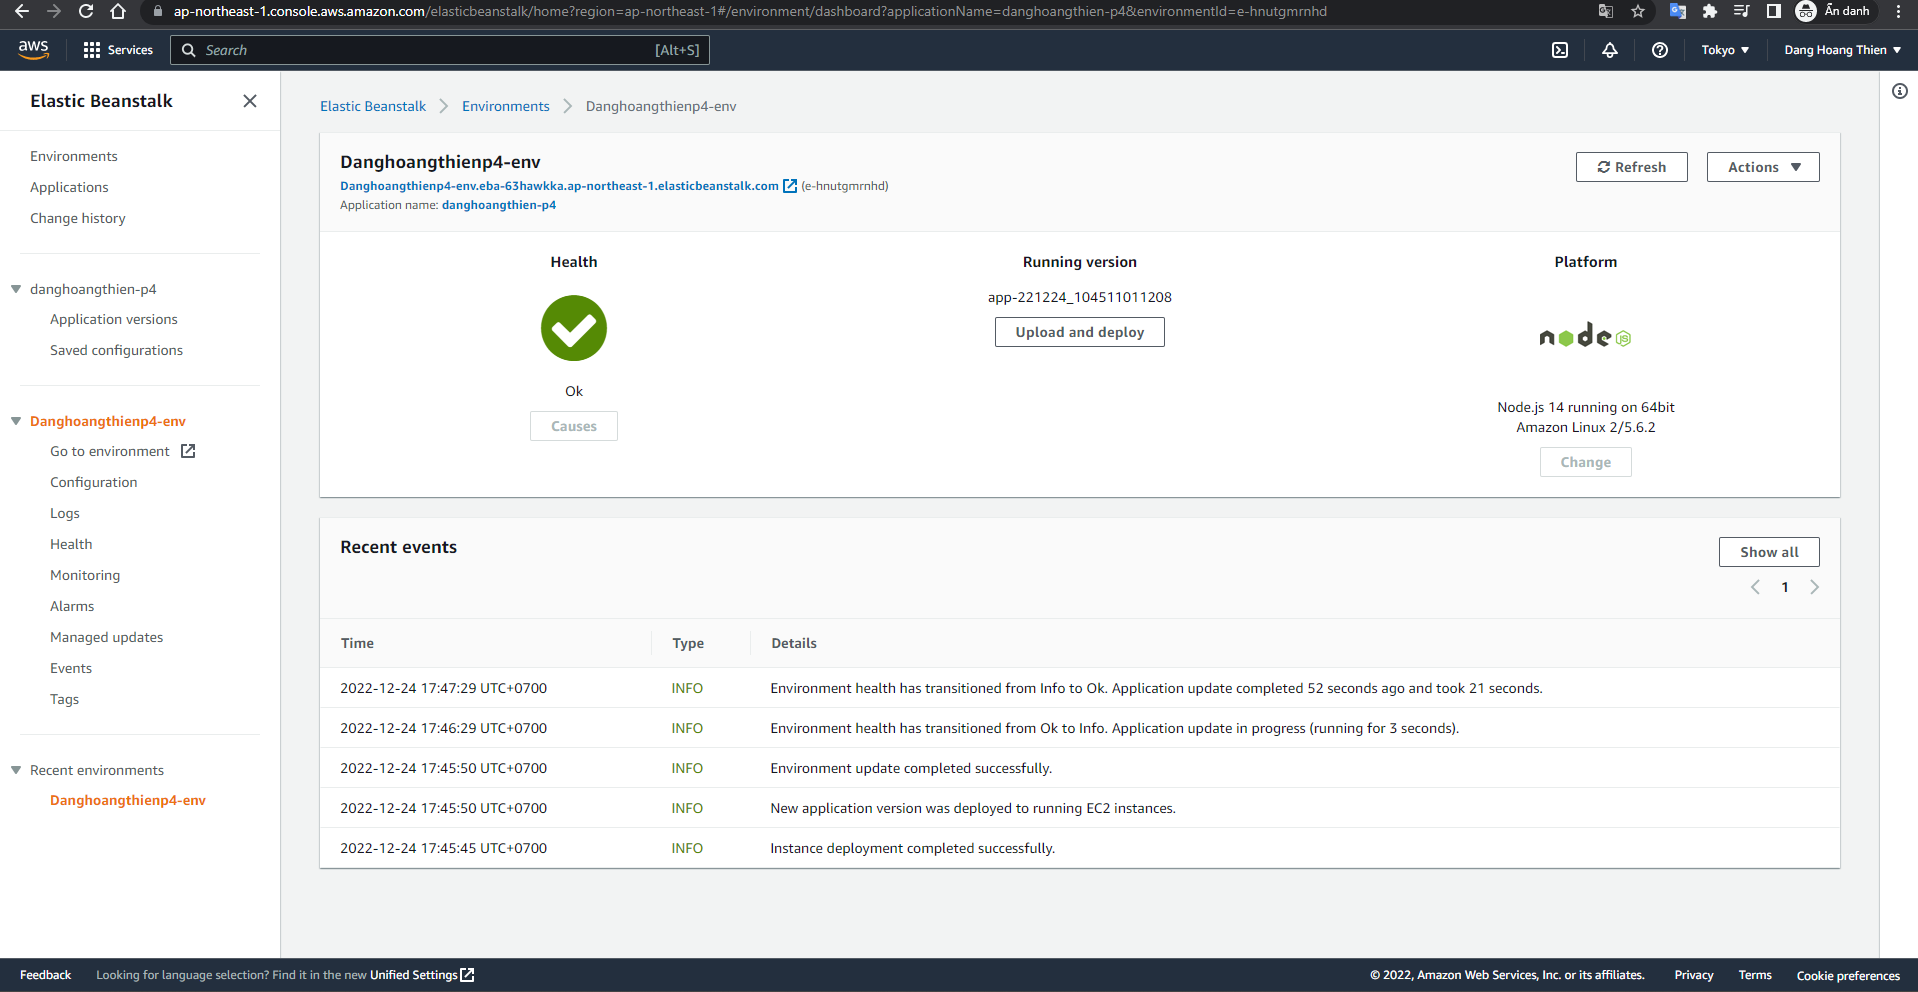 ap-northeast-1.console.aws.amazon.com/elasticbeanstalk/home?region=ap-northeast-1#/environment/dashboard?applicationName=danghoangthien-p4&environmentId=e-hnutgmrnhd
Ẩn danh
aws
Services
Search
[Alt+S]
Tokyo
Dang Hoang Thien
Elastic Beanstalk
Environments
Applications
Change history
danghoangthien-p4
Application versions
Saved configurations
Danghoangthienp4-env
Go to environment
Configuration
Logs
Health
Monitoring
Alarms
Managed updates
Events
Tags
Recent environments
Danghoangthienp4-env
Elastic Beanstalk
Environments
Danghoangthienp4-env
Danghoangthienp4-env
Danghoangthienp4-env.eba-63hawkka.ap-northeast-1.elasticbeanstalk.com (e-hnutgmrnhd)
Application name: danghoangthien-p4
Refresh
Actions
Health
Ok
Causes
Running version
app-221224_104511011208
Upload and deploy
Platform
node JS
Node.js 14 running on 64bit
Amazon Linux 2/5.6.2
Change
Recent events
Show all
1
Time Type Details
2022-12-24 17:47:29 UTC+0700 INFO Environment health has transitioned from Info to Ok. Application update completed 52 seconds ago and took 21 seconds.
2022-12-24 17:46:29 UTC+0700 INFO Environment health has transitioned from Ok to Info. Application update in progress (running for 3 seconds).
2022-12-24 17:45:50 UTC+0700 INFO Environment update completed successfully.
2022-12-24 17:45:50 UTC+0700 INFO New application version was deployed to running EC2 instances.
2022-12-24 17:45:45 UTC+0700 INFO Instance deployment completed successfully.
Feedback
Looking for language selection? Find it in the new Unified Settings
© 2022, Amazon Web Services, Inc. or its affiliates.
Privacy
Terms
Cookie preferences